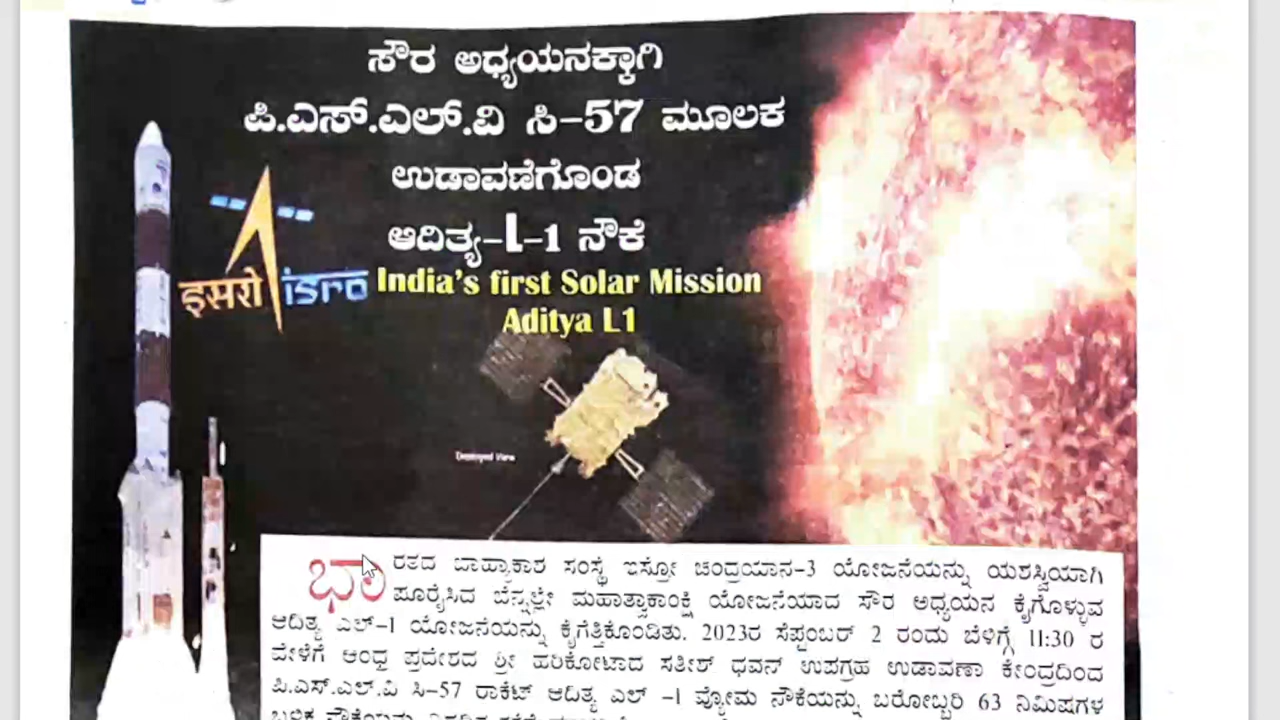 ಸೌರ ಅಧ್ಯಯನಕ್ಕಾಗಿ
ಪಿ.ಎಸ್.ಎಲ್.ವಿ ಸಿ-57 ಮೂಲಕ
ಉಡಾವಣೆಗೊಂಡ
ಆದಿತ್ಯ-L-1 ನೌಕೆ
इसरो isro
India's first Solar Mission
Aditya L1
Deployed View
ಭಾರತದ ಬಾಹ್ಯಾಕಾಶ ಸಂಸ್ಥೆ ಇಸ್ರೋ ಚಂದ್ರಯಾನ-3 ಯೋಜನೆಯನ್ನು ಯಶಸ್ವಿಯಾಗಿ
ಪೂರೈಸಿದ ಬೆನ್ನಲ್ಲೇ ಮಹಾತ್ವಾಕಾಂಕ್ಷಿ ಯೋಜನೆಯಾದ ಸೌರ ಅಧ್ಯಯನ ಕೈಗೊಳ್ಳುವ
ಆದಿತ್ಯ ಎಲ್-1 ಯೋಜನೆಯನ್ನು ಕೈಗೆತ್ತಿಕೊಂಡಿತು. 2023ರ ಸೆಪ್ಟಂಬರ್ 2 ರಂದು ಬೆಳಿಗ್ಗೆ 11:30 ರ
ವೇಳೆಗೆ ಆಂಧ್ರ ಪ್ರದೇಶದ ಶ್ರೀ ಹರಿಕೋಟಾದ ಸತೀಶ್ ಧವನ್ ಉಪಗ್ರಹ ಉಡಾವಣಾ ಕೇಂದ್ರದಿಂದ
ಪಿ.ಎಸ್.ಎಲ್.ವಿ ಸಿ-57 ರಾಕೆಟ್ ಆದಿತ್ಯ ಎಲ್ -1 ವ್ಯೋಮ ನೌಕೆಯನ್ನು ಬರೋಬ್ಬರಿ 63 ನಿಮಿಷಗಳ